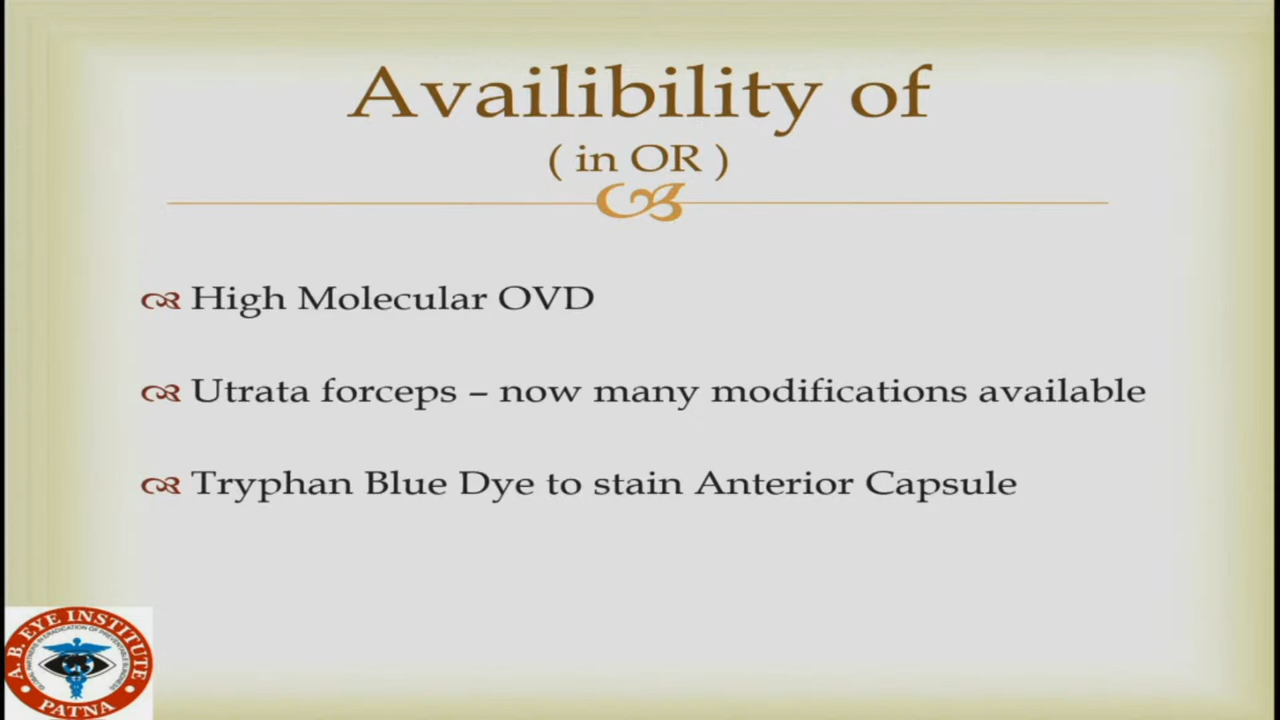 Availibility of
( in OR )
High Molecular OVD
Utrata forceps – now many modifications available
Tryphan Blue Dye to stain Anterior Capsule
A. B. EYE INSTITUTE
PATNA